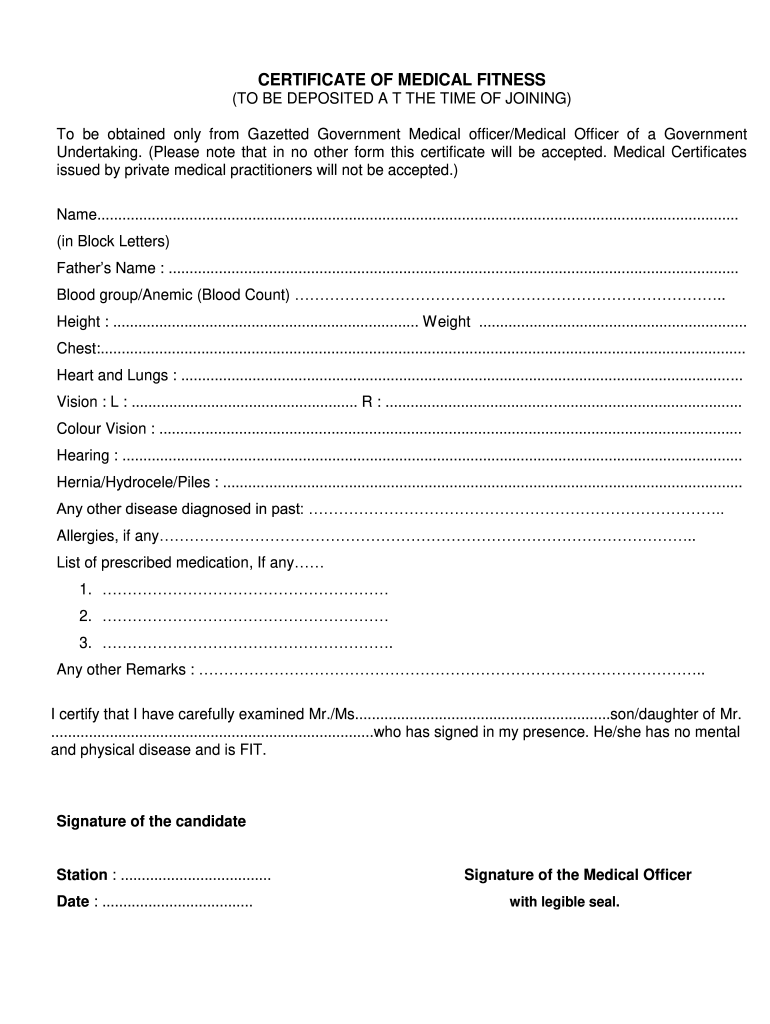 CERTIFICATE OF MEDICAL FITNESS
(TO BE DEPOSITED A T THE TIME OF JOINING)
To be obtained only from Gazetted Government Medical officer/Medical Officer of a Government
Undertaking. (Please note that in no other form this certificate will be accepted. Medical Certificates
issued by private medical practitioners will not be accepted.)
Name..........................................................................................................................................................
(in Block Letters)
Father's Name : .........................................................................................................................................
Blood group/Anemic (Blood Count) …………………………………………………………………………..
Height : ......................................................................... Weight ................................................................
Chest:..........................................................................................................................................................
Heart and Lungs : ......................................................................................................................................
Vision : L : ...................................................... R : .....................................................................................
Colour Vision : ............................................................................................................................................
Hearing : .....................................................................................................................................................
Hernia/Hydrocele/Piles : ............................................................................................................................
Any other disease diagnosed in past: ………………………………………………………………………..
Allergies, if any……………………………………………………………………………………………..
List of prescribed medication, If any……
1. …………………………………………………
2. …………………………………………………
3. ………………………………………………….
Any other Remarks : ………………………………………………………………………………………..
I certify that I have carefully examined Mr./Ms.............................................................son/daughter of Mr.
.............................................................................who has signed in my presence. He/she has no mental
and physical disease and is FIT.
Signature of the candidate
Station : ....................................
Signature of the Medical Officer
Date : ....................................
with legible seal.